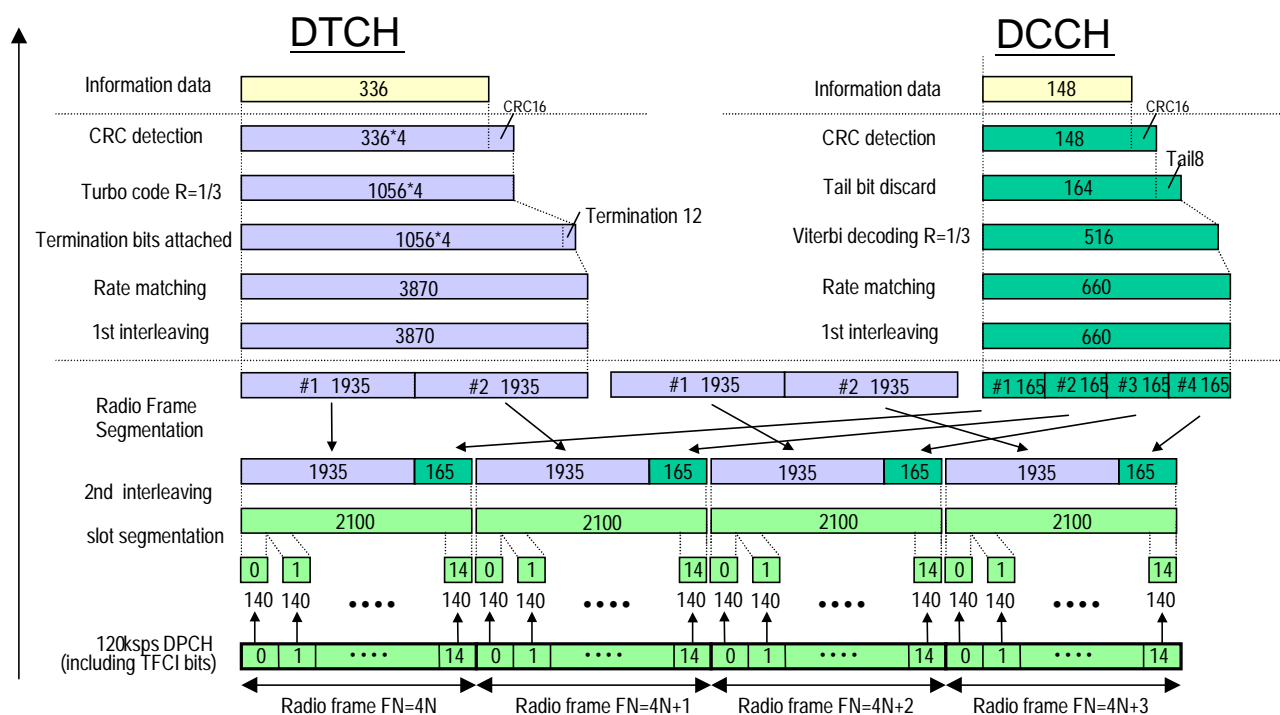 DTCH
DCCH
Information data
336
Information data
148
CRC16
CRC16
CRC detection
336*4
CRC detection
148
Tail8
Turbo code R=1/3
1056*4
Tail bit discard
164
Termination 12
Termination bits attached
1056*4
Viterbi decoding R=1/3
516
Rate matching
3870
Rate matching
660
1st interleaving
3870
1st interleaving
660
#1 1935
#2 1935
#1 1935
#2 1935
#1 165
#2 165
#3 165
#4 165
Radio Frame
Segmentation
1935 165 1935 165 1935 165 1935 165
2nd interleaving
2100 2100 2100 2100
slot segmentation
0 1 14 0 1 14 0 1 14 0 1 14
140 140 •••• 140 140 140 •••• 140 140 140 •••• 140 140 140 •••• 140
120ksps DPCH
(including TFCI bits)
0 1 •••• 14 0 1 •••• 14 0 1 •••• 14 0 1 •••• 14
Radio frame FN=4N
Radio frame FN=4N+1
Radio frame FN=4N+2
Radio frame FN=4N+3